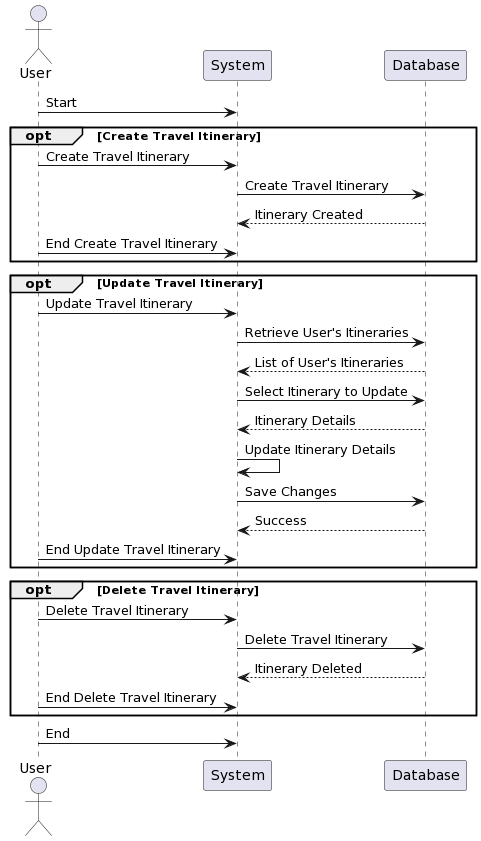 User
System
Database
Start
opt [Create Travel Itinerary]
Create Travel Itinerary
Create Travel Itinerary
Itinerary Created
End Create Travel Itinerary
opt [Update Travel Itinerary]
Update Travel Itinerary
Retrieve User's Itineraries
List of User's Itineraries
Select Itinerary to Update
Itinerary Details
Update Itinerary Details
Save Changes
Success
End Update Travel Itinerary
opt [Delete Travel Itinerary]
Delete Travel Itinerary
Delete Travel Itinerary
Itinerary Deleted
End Delete Travel Itinerary
End
User
System
Database